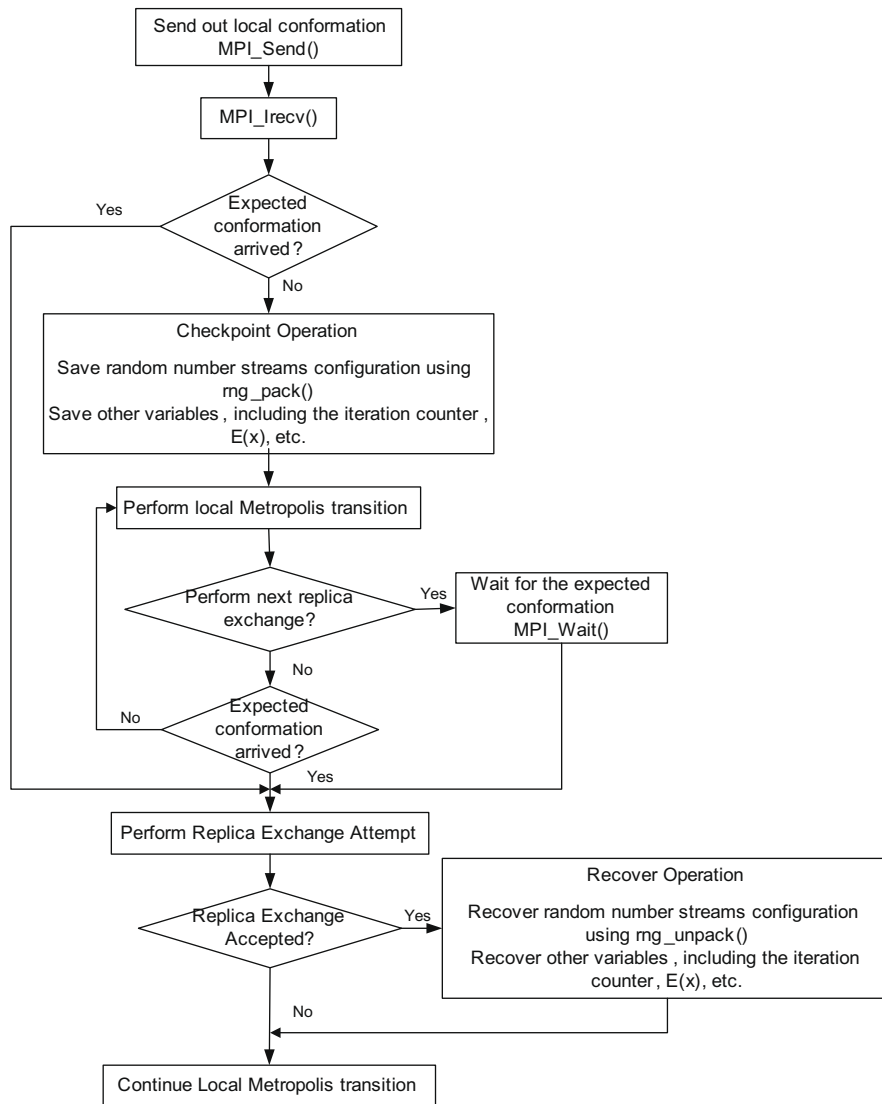 Send out local conformation
MPI_Send()
MPI_Irecv()
Expected
conformation
arrived?
Yes
No
Checkpoint Operation
Save random number streams configuration using
rng_pack()
Save other variables, including the iteration counter,
E(x), etc.
Perform local Metropolis transition
Perform next replica
exchange?
Yes
Wait for the expected
conformation
MPI_Wait()
No
Expected
conformation
arrived?
No
Yes
Perform Replica Exchange Attempt
Replica Exchange
Accepted?
Yes
Recover Operation
Recover random number streams configuration
using rng_unpack()
Recover other variables, including the iteration
counter, E(x), etc.
No
Continue Local Metropolis transition